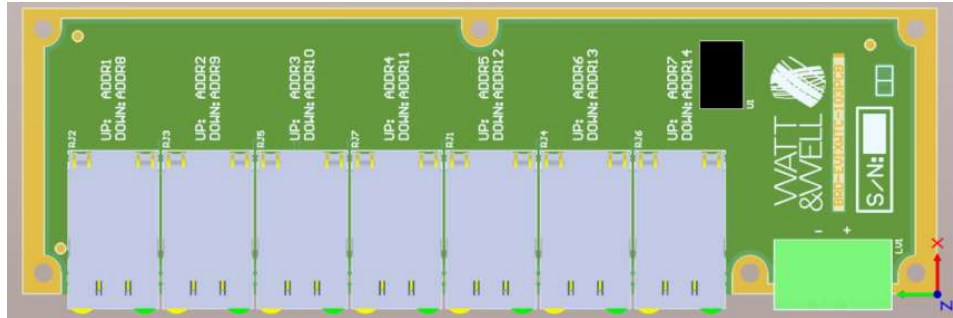 UP: ADDR1
DOWN:ADDR8
UP: ADDR2
DOWN:ADDR9
UP: ADDR3
DOWN:ADDR10
UP: ADDR4
DOWN:ADDR11
UP: ADDR5
DOWN:ADDR12
UP: ADDR6
DOWN:ADDR13
UP: ADDR7
DOWN:ADDR14
RJ2
RJ3
RJ5
RJ7
RJ1
RJ4
RJ6
U1
WATT
&WELL
S/N:
- +
LV1
X
Z